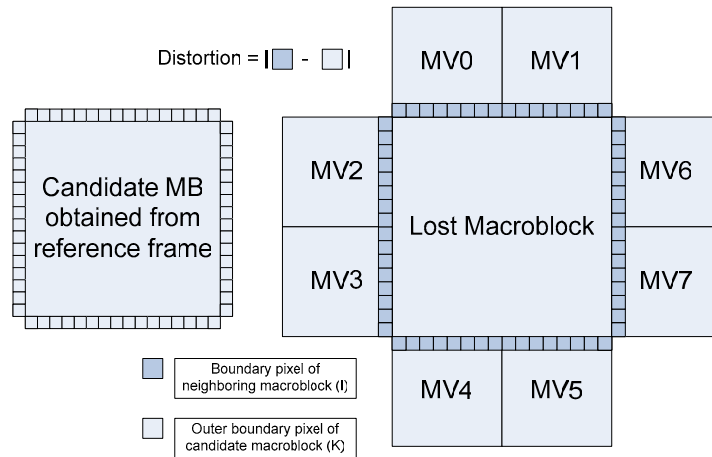 Distortion = | - |
MV0
MV1
MV2
MV6
Candidate MB
obtained from
reference frame
Lost Macroblock
MV3
MV7
Boundary pixel of
neighboring macroblock (I)
MV4
MV5
Outer boundary pixel of
candidate macroblock (K)